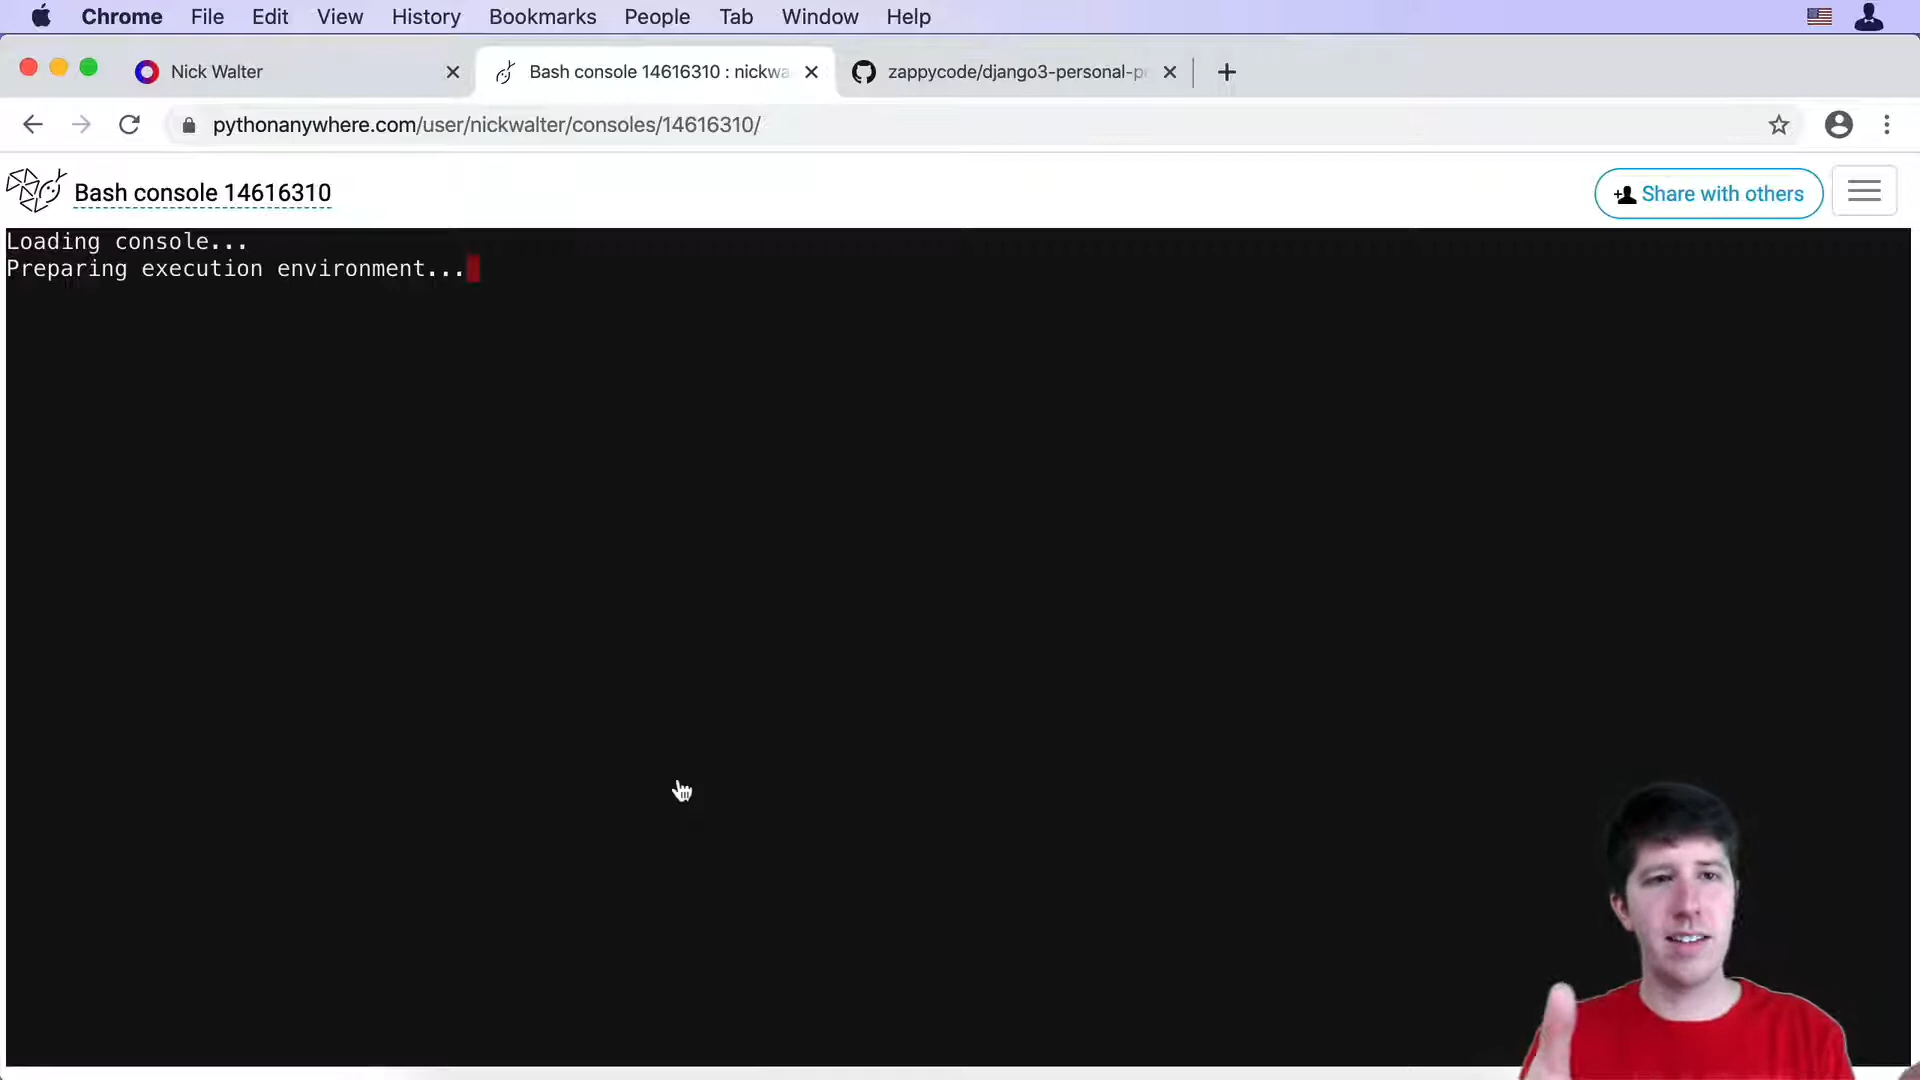 Chrome File Edit View History Bookmarks People Tab Window Help
Nick Walter
Bash console 14616310 : nickwa
zappycode/django3-personal-p
pythonanywhere.com/user/nickwalter/consoles/14616310/
Bash console 14616310
Share with others
Loading console...
Preparing execution environment...